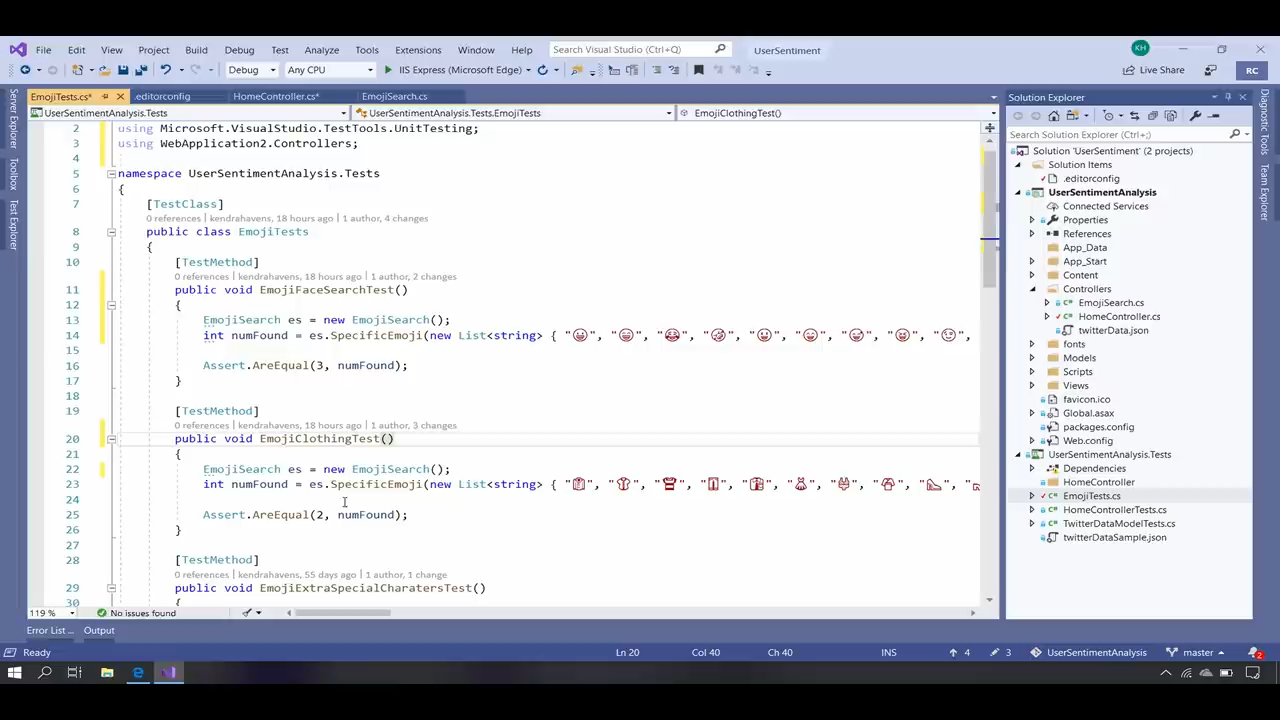 File Edit View Project Build Debug Test Analyze Tools Extensions Window Help Search Visual Studio (Ctrl+Q) UserSentiment KH
Debug Any CPU IIS Express (Microsoft Edge) Live Share RC
EmojiTests.cs* .editorconfig HomeController.cs* EmojiSearch.cs
UserSentimentAnalysis.Tests UserSentimentAnalysis.Tests.EmojiTests EmojiClothingTest()
Server Explorer
Toolbox
Test Explorer
2 using Microsoft.VisualStudio.TestTools.UnitTesting;
3 using WebApplication2.Controllers;
4
5 namespace UserSentimentAnalysis.Tests
6 {
7 [TestClass]
0 references | kendrahavens, 18 hours ago | 1 author, 4 changes
8 public class EmojiTests
9 {
10 [TestMethod]
0 references | kendrahavens, 18 hours ago | 1 author, 2 changes
11 public void EmojiFaceSearchTest()
12 {
13 EmojiSearch es = new EmojiSearch();
14 int numFound = es.SpecificEmoji(new List<string> { "
15
16 Assert.AreEqual(3, numFound);
17 }
18
19 [TestMethod]
0 references | kendrahavens, 18 hours ago | 1 author, 3 changes
20 public void EmojiClothingTest()
21 {
22 EmojiSearch es = new EmojiSearch();
23 int numFound = es.SpecificEmoji(new List<string> { "
24
25 Assert.AreEqual(2, numFound);
26 }
27
28 [TestMethod]
0 references | kendrahavens, 55 days ago | 1 author, 1 change
29 public void EmojiExtraSpecialCharatersTest()
30 {
119 % No issues found
Solution Explorer
Search Solution Explorer (Ctrl+;)
Solution 'UserSentiment' (2 projects)
Solution Items
.editorconfig
UserSentimentAnalysis
Connected Services
Properties
References
App_Data
App_Start
Content
Controllers
EmojiSearch.cs
HomeController.cs
twitterData.json
fonts
Models
Scripts
Views
favicon.ico
Global.asax
packages.config
Web.config
UserSentimentAnalysis.Tests
Dependencies
HomeController
EmojiTests.cs
HomeControllerTests.cs
TwitterDataModelTests.cs
twitterDataSample.json
Diagnostic Tools
Team Explorer
Error List ... Output
Ready Ln 20 Col 40 Ch 40 INS 4 3 UserSentimentAnalysis master 2